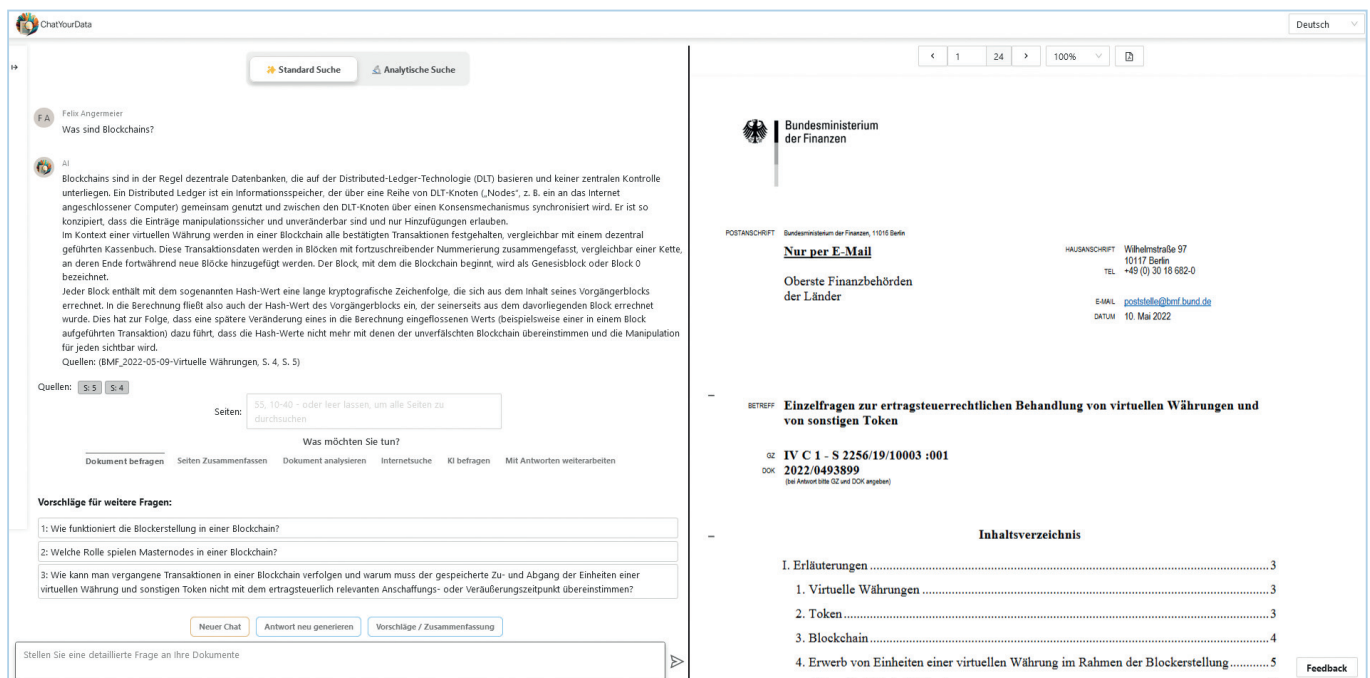 ChatYourData
Deutsch
Standard Suche
Analytische Suche
FA
Felix Angermeier
Was sind Blockchains?
AI
Blockchains sind in der Regel dezentrale Datenbanken, die auf der Distributed-Ledger-Technologie (DLT) basieren und keiner zentralen Kontrolle
unterliegen. Ein Distributed Ledger ist ein Informationsspeicher, der über eine Reihe von DLT-Knoten („Nodes", z. B. ein an das Internet
angeschlossener Computer) gemeinsam genutzt und zwischen den DLT-Knoten über einen Konsensmechanismus synchronisiert wird. Er ist so
konzipiert, dass die Einträge manipulationssicher und unveränderbar sind und nur Hinzufügungen erlauben.
Im Kontext einer virtuellen Währung werden in einer Blockchain alle bestätigten Transaktionen festgehalten, vergleichbar mit einem dezentral
geführten Kassenbuch. Diese Transaktionsdaten werden in Blöcken mit fortzuschreibender Nummerierung zusammengefasst, vergleichbar einer Kette,
an deren Ende fortwährend neue Blöcke hinzugefügt werden. Der Block, mit dem die Blockchain beginnt, wird als Genesisblock oder Block 0
bezeichnet.
Jeder Block enthält mit dem sogenannten Hash-Wert eine lange kryptografische Zeichenfolge, die sich aus dem Inhalt seines Vorgängerblocks
errechnet. In die Berechnung fließt also auch der Hash-Wert des Vorgängerblocks ein, der seinerseits aus dem davorliegenden Block errechnet
wurde. Dies hat zur Folge, dass eine spätere Veränderung eines in die Berechnung eingeflossenen Werts (beispielsweise einer in einem Block
aufgeführten Transaktion) dazu führt, dass die Hash-Werte nicht mehr mit denen der unverfälschten Blockchain übereinstimmen und die Manipulation
für jeden sichtbar wird.
Quellen: (BMF_2022-05-09-Virtuelle Währungen, S. 4, S. 5)
Quellen: S: 5 S: 4
Seiten: 55, 10-40 - oder leer lassen, um alle Seiten zu
durchsuchen
Was möchten Sie tun?
Dokument befragen Seiten Zusammenfassen Dokument analysieren Internetsuche KI befragen Mit Antworten weiterarbeiten
Vorschläge für weitere Fragen:
1: Wie funktioniert die Blockerstellung in einer Blockchain?
2: Welche Rolle spielen Masternodes in einer Blockchain?
3: Wie kann man vergangene Transaktionen in einer Blockchain verfolgen und warum muss der gespeicherte Zu- und Abgang der Einheiten einer
virtuellen Währung und sonstigen Token nicht mit dem ertragsteuerlich relevanten Anschaffungs- oder Veräußerungszeitpunkt übereinstimmen?
Neuer Chat Antwort neu generieren Vorschläge / Zusammenfassung
Stellen Sie eine detaillierte Frage an Ihre Dokumente
1 24 100%
Bundesministerium
der Finanzen
POSTANSCHRIFT Bundesministerium der Finanzen, 11016 Berlin
Nur per E-Mail
Oberste Finanzbehörden
der Länder
HAUSANSCHRIFT Wilhelmstraße 97
10117 Berlin
TEL +49 (0) 30 18 682-0
E-MAIL poststelle@bmf.bund.de
DATUM 10. Mai 2022
BETREFF Einzelfragen zur ertragsteuerrechtlichen Behandlung von virtuellen Währungen und
von sonstigen Token
GZ IV C 1 - S 2256/19/10003 :001
DOK 2022/0493899
(bei Antwort bitte GZ und DOK angeben)
Inhaltsverzeichnis
I. Erläuterungen ... 3
1. Virtuelle Währungen ... 3
2. Token ... 3
3. Blockchain ... 4
4. Erwerb von Einheiten einer virtuellen Währung im Rahmen der Blockerstellung ... 5
Feedback